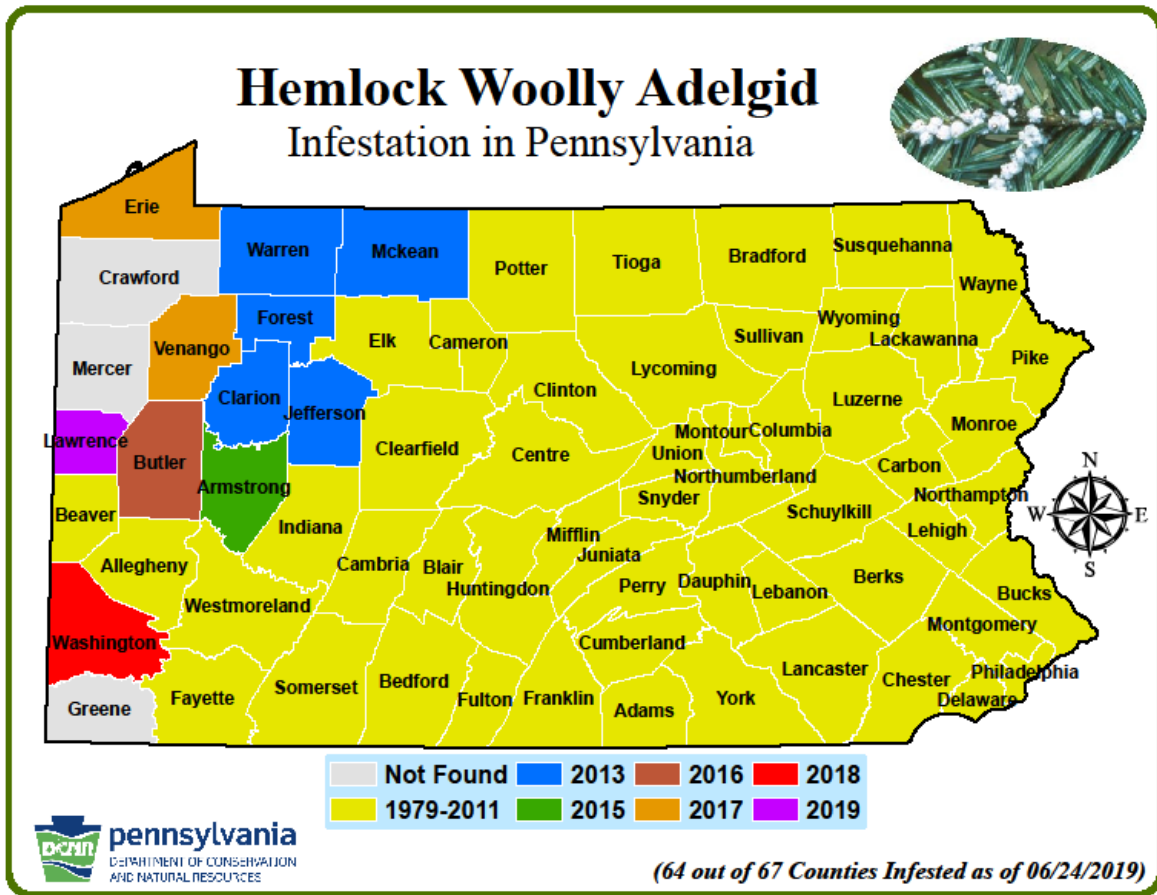 Hemlock Woolly Adelgid
Infestation in Pennsylvania
Erie
Warren
Mckean
Potter
Tioga
Bradford
Susquehanna
Wayne
Crawford
Forest
Venango
Elk
Cameron
Sullivan
Wyoming
Lackawanna
Pike
Mercer
Clarion
Jefferson
Clinton
Lycoming
Luzerne
Monroe
Lawrence
Butler
Armstrong
Clearfield
Centre
Union
Montour
Columbia
Carbon
Northumberland
Snyder
Northampton
Beaver
Indiana
Schuylkill
Lehigh
Allegheny
Cambria
Blair
Huntingdon
Mifflin
Juniata
Perry
Dauphin
Lebanon
Berks
Bucks
Westmoreland
Washington
Cumberland
Montgomery
Greene
Fayette
Somerset
Bedford
Fulton
Franklin
Adams
York
Lancaster
Chester
Philadelphia
Delaware
N
W
E
S
Not Found
2013
2016
2018
1979-2011
2015
2017
2019
DCNR
pennsylvania
DEPARTMENT OF CONSERVATION
AND NATURAL RESOURCES
(64 out of 67 Counties Infested as of 06/24/2019)